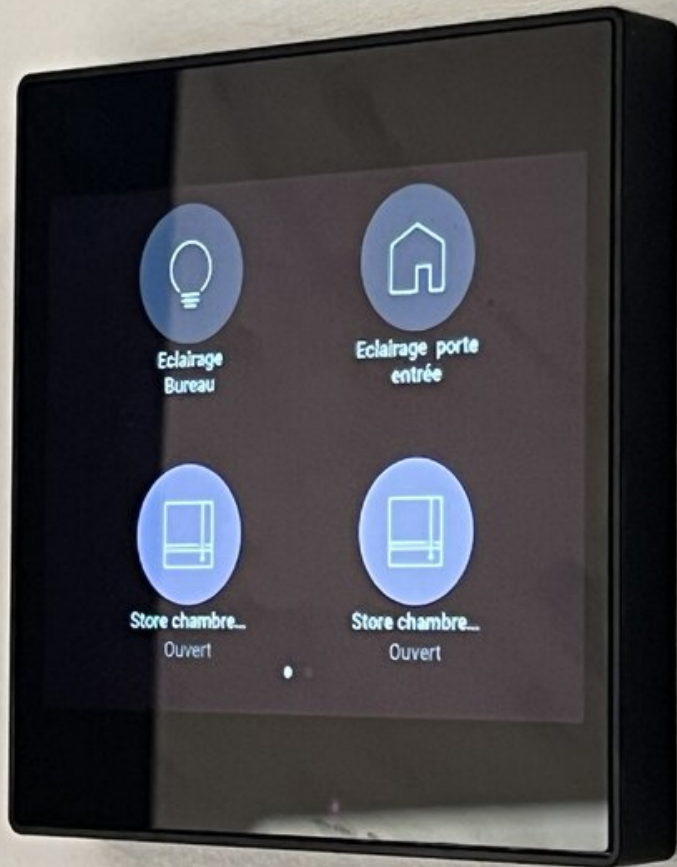 Eclairage
Bureau
Eclairage porte
entrée
Store chambre...
Ouvert
Store chambre...
Ouvert